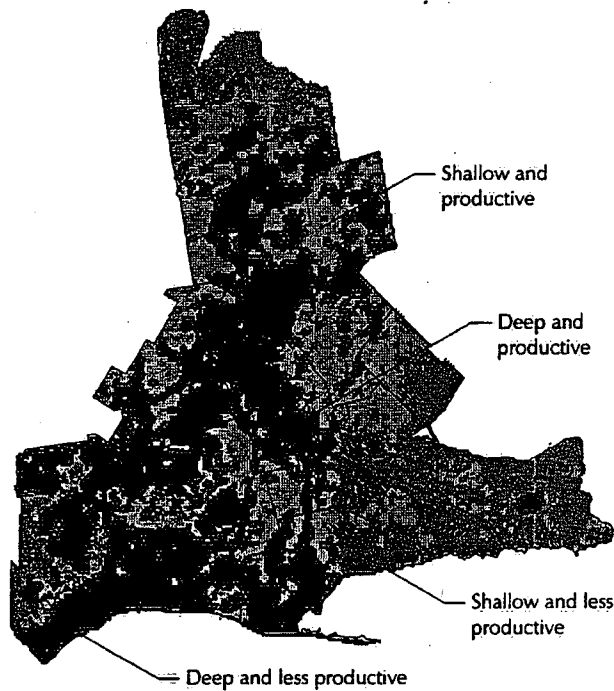 Shallow and
productive
Deep and
productive
Shallow and less
productive
Deep and less productive